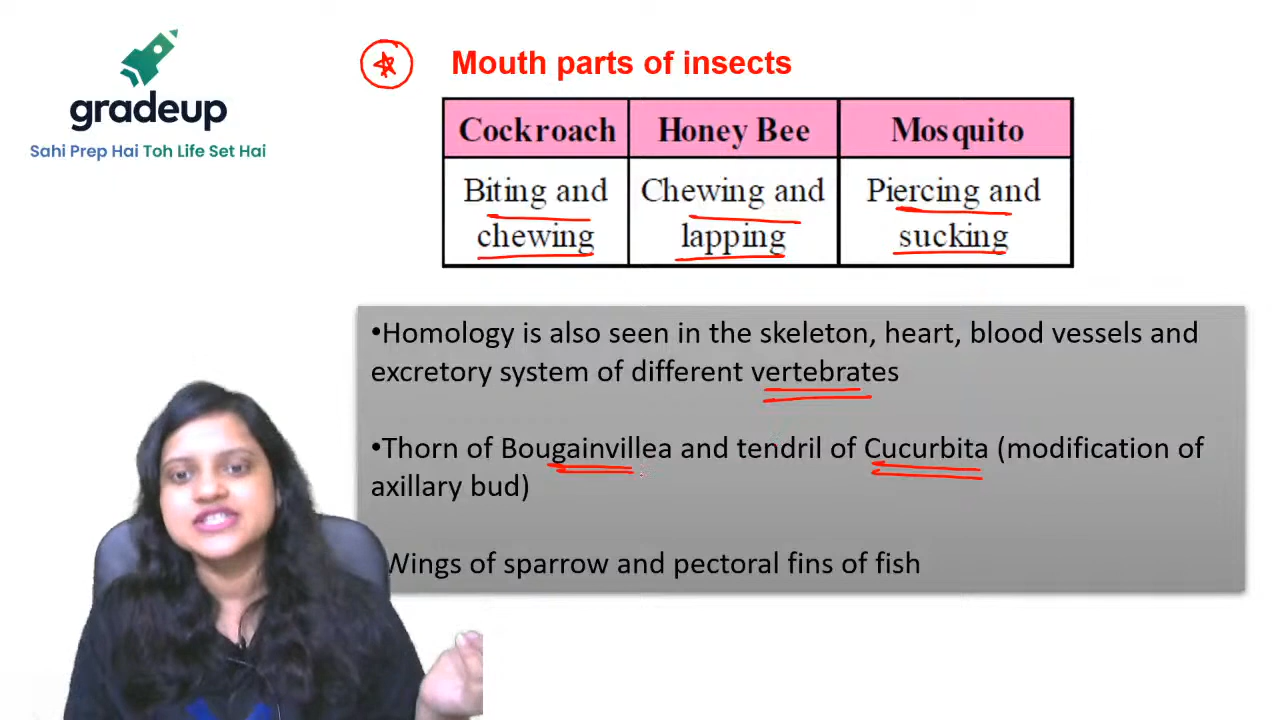 gradeup
Sahi Prep Hai Toh Life Set Hai
Mouth parts of insects
Cockroach Honey Bee Mosquito
Biting and Chewing and Piercing and
chewing lapping sucking
•Homology is also seen in the skeleton, heart, blood vessels and
excretory system of different vertebrates
•Thorn of Bougainvillea and tendril of Cucurbita (modification of
axillary bud)
Wings of sparrow and pectoral fins of fish